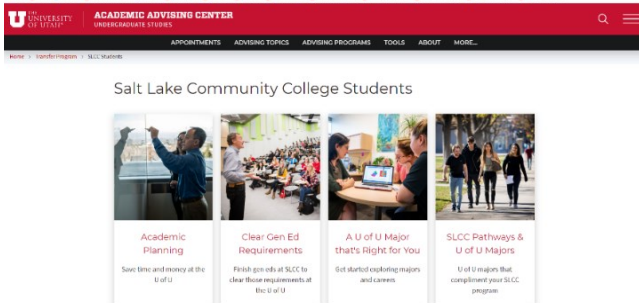 THE
UNIVERSITY
OF UTAH®
ACADEMIC ADVISING CENTER
UNDERGRADUATE STUDIES
APPOINTMENTS ADVISING TOPICS ADVISING PROGRAMS TOOLS ABOUT MORE...
Home > Transfer Program > SLCC Students
Salt Lake Community College Students
Academic
Planning
Save time and money at the
U of U
Clear Gen Ed
Requirements
Finish gen eds at SLCC to
clear those requirements at
the U of U
A U of U Major
that's Right for You
Get started exploring majors
and careers
SLCC Pathways &
U of U Majors
U of U majors that
compliment your SLCC
program